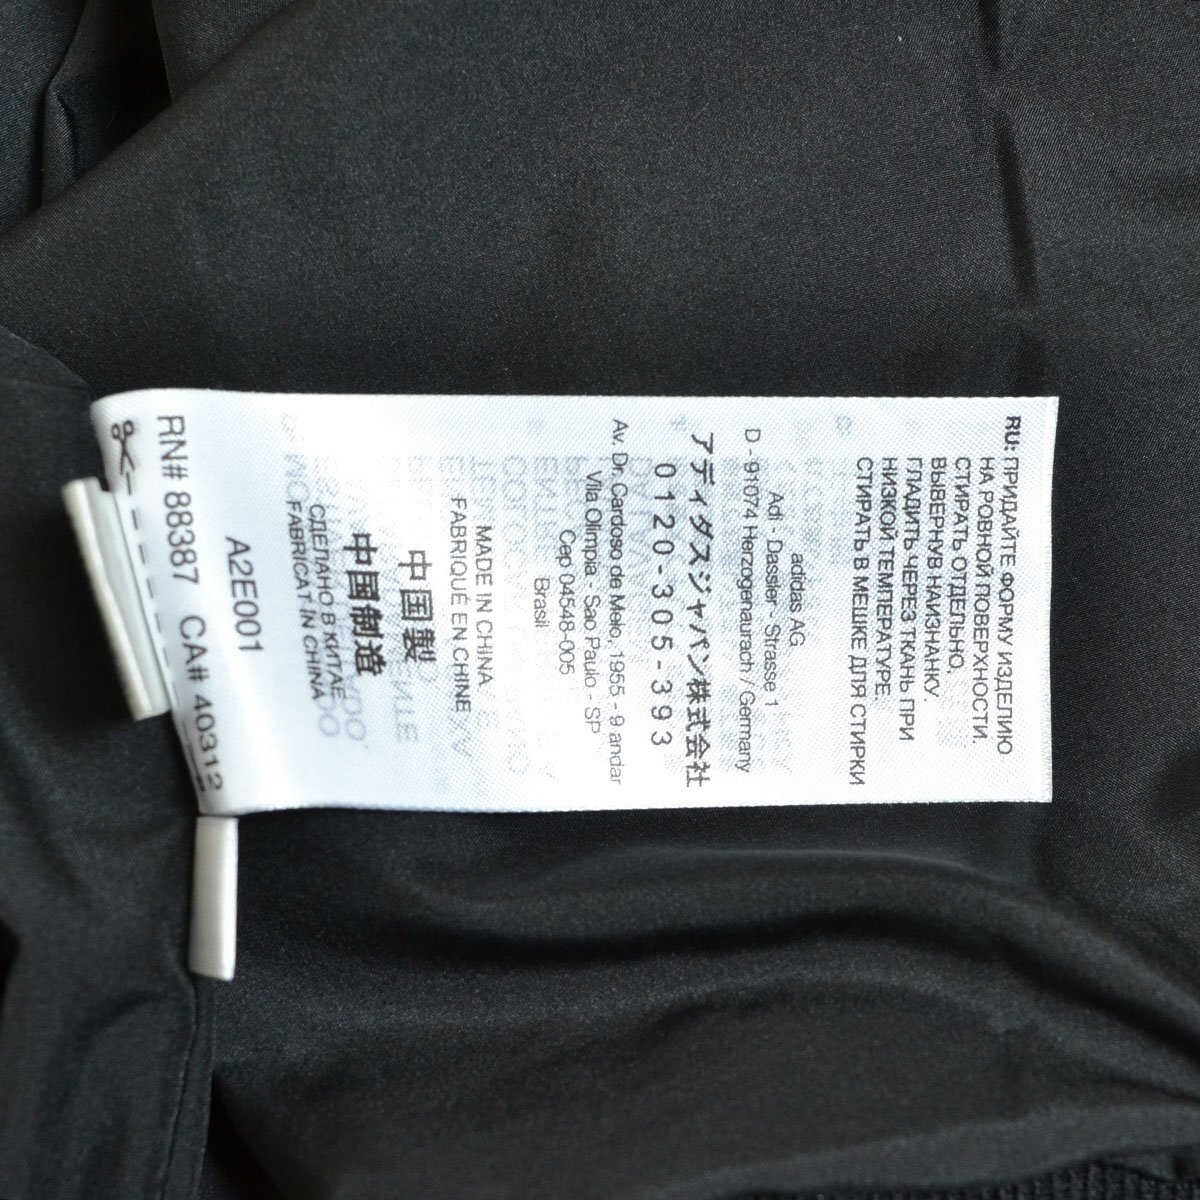 RU: ПРИДАЙТЕ ФОРМУ ИЗДЕЛИЮ
НА РОВНОЙ ПОВЕРХНОСТИ.
СТИРАТЬ ОТДЕЛЬНО.
ВЫВЕРНУВ НАИЗНАНКУ.
ГЛАДИТЬ ЧЕРЕЗ ТКАНЬ ПРИ
НИЗКОЙ ТЕМПЕРАТУРЕ.
СТИРАТЬ В МЕШКЕ ДЛЯ СТИРКИ
adidas AG
Adi - Dassler - Strasse 1
D - 91074 Herzogenaurach / Germany
アディダスジャパン株式会社
0120-305-393
Av. Dr. Cardoso de Melo, 1955 - 9 andar
Vila Olimpia - Sao Paulo - SP
Cep 04548-005
Brasil
MADE IN CHINA
FABRIQUÉ EN CHINE
中国製
中国制造
СДЕЛАНО В КИТАЕ
FABRICAT IN CHINA
A2E001
RN# 88387 CA# 40312